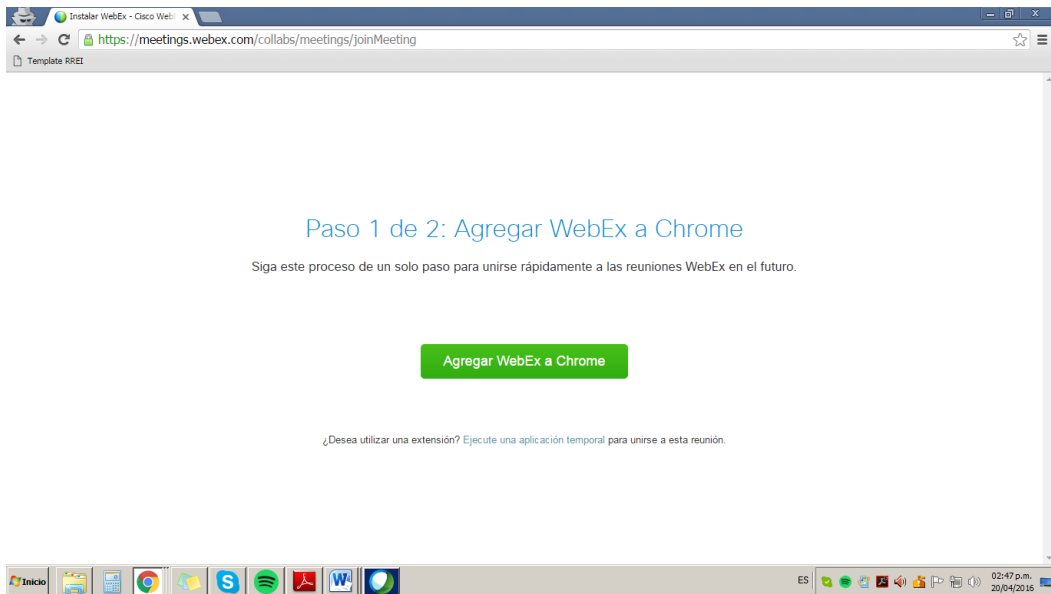 Instalar WebEx - Cisco Webl
https://meetings.webex.com/collabs/meetings/joinMeeting
Template RREI
Paso 1 de 2: Agregar WebEx a Chrome
Siga este proceso de un solo paso para unirse rápidamente a las reuniones WebEx en el futuro.
Agregar WebEx a Chrome
¿Desea utilizar una extensión? Ejecute una aplicación temporal para unirse a esta reunión.
Inicio
ES
02:47 p.m.
20/04/2016